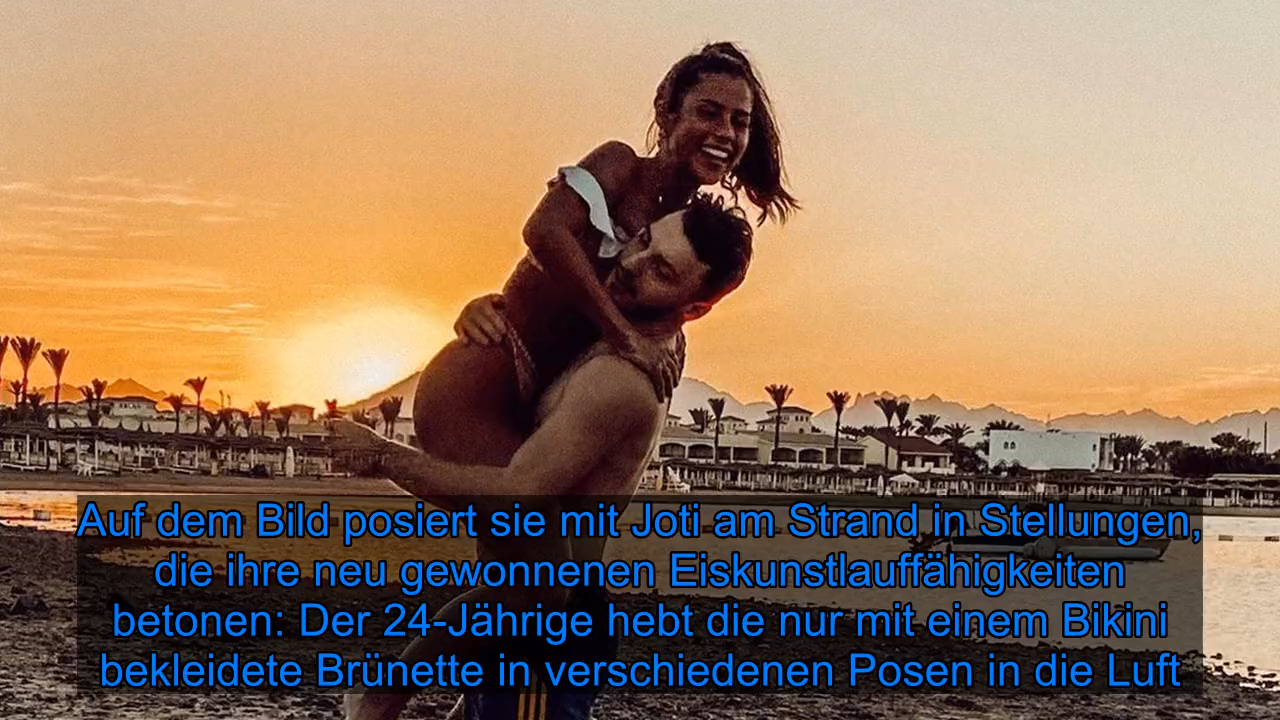 Auf dem Bild posiert sie mit Joti am Strand in Stellungen,
die ihre neu gewonnenen Eiskunstlauffähigkeiten
betonen: Der 24-Jährige hebt die nur mit einem Bikini
bekleidete Brünette in verschiedenen Posen in die Luft